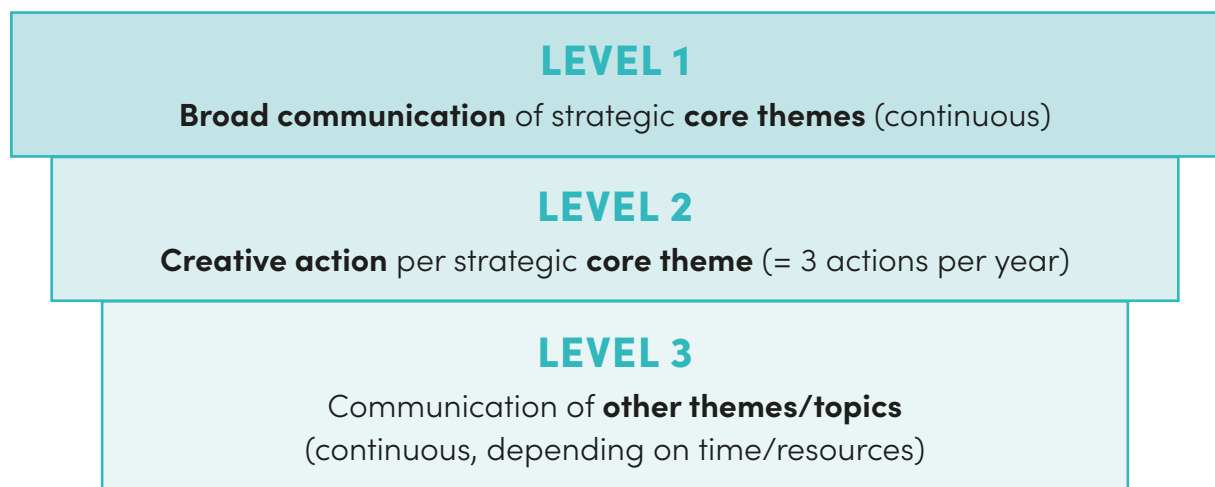 LEVEL 1
Broad communication of strategic core themes (continuous)
LEVEL 2
Creative action per strategic core theme (= 3 actions per year)
LEVEL 3
Communication of other themes/topics
(continuous, depending on time/resources)